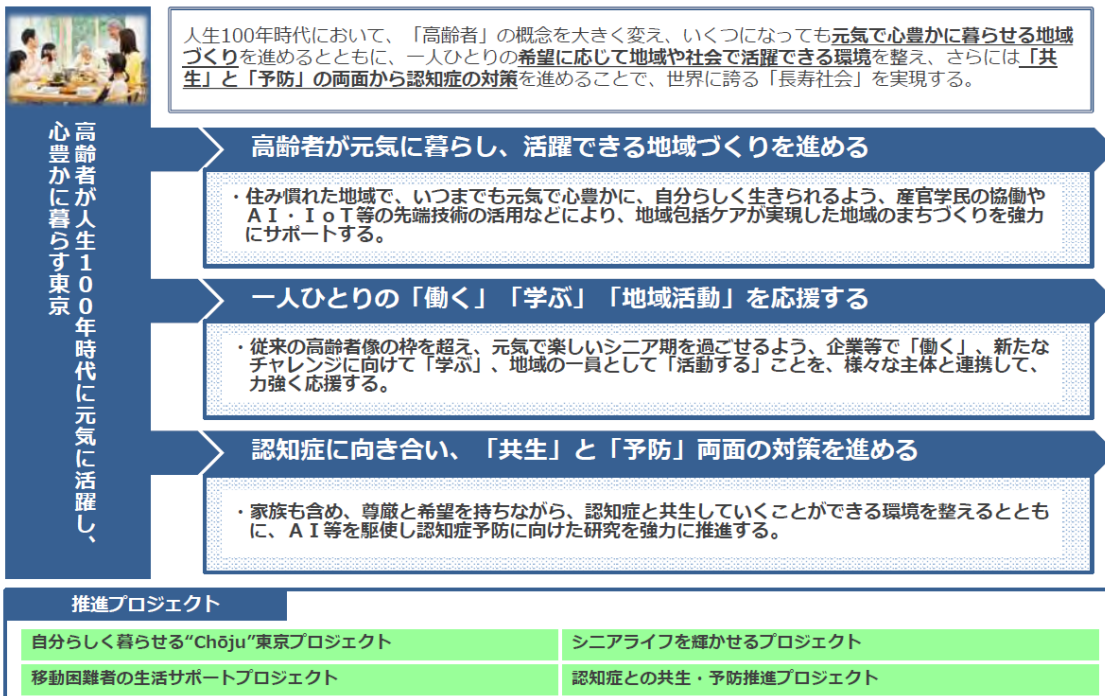 人生100年時代において、「高齢者」の概念を大きく変え、いくつになっても元気で心豊かに暮らせる地域
づくりを進めるとともに、一人ひとりの希望に応じて地域や社会で活躍できる環境を整え、さらには「共
生」と「予防」の両面から認知症の対策を進めることで、世界に誇る「長寿社会」を実現する。
高齢者が人生100年時代に元気に活躍し、
心豊かに暮らす東京
高齢者が元気に暮らし、活躍できる地域づくりを進める
・住み慣れた地域で、いつまでも元気で心豊かに、自分らしく生きられるよう、産官学民の協働や
ＡＩ・ＩｏＴ等の先端技術の活用などにより、地域包括ケアが実現した地域のまちづくりを強力
にサポートする。
一人ひとりの「働く」「学ぶ」「地域活動」を応援する
・従来の高齢者像の枠を超え、元気で楽しいシニア期を過ごせるよう、企業等で「働く」、新たな
チャレンジに向けて「学ぶ」、地域の一員として「活動する」ことを、様々な主体と連携して、
力強く応援する。
認知症に向き合い、「共生」と「予防」両面の対策を進める
・家族も含め、尊厳と希望を持ちながら、認知症と共生していくことができる環境を整えるととも
に、ＡＩ等を駆使し認知症予防に向けた研究を強力に推進する。
推進プロジェクト
自分らしく暮らせる“Chōju”東京プロジェクト
シニアライフを輝かせるプロジェクト
移動困難者の生活サポートプロジェクト
認知症との共生・予防推進プロジェクト